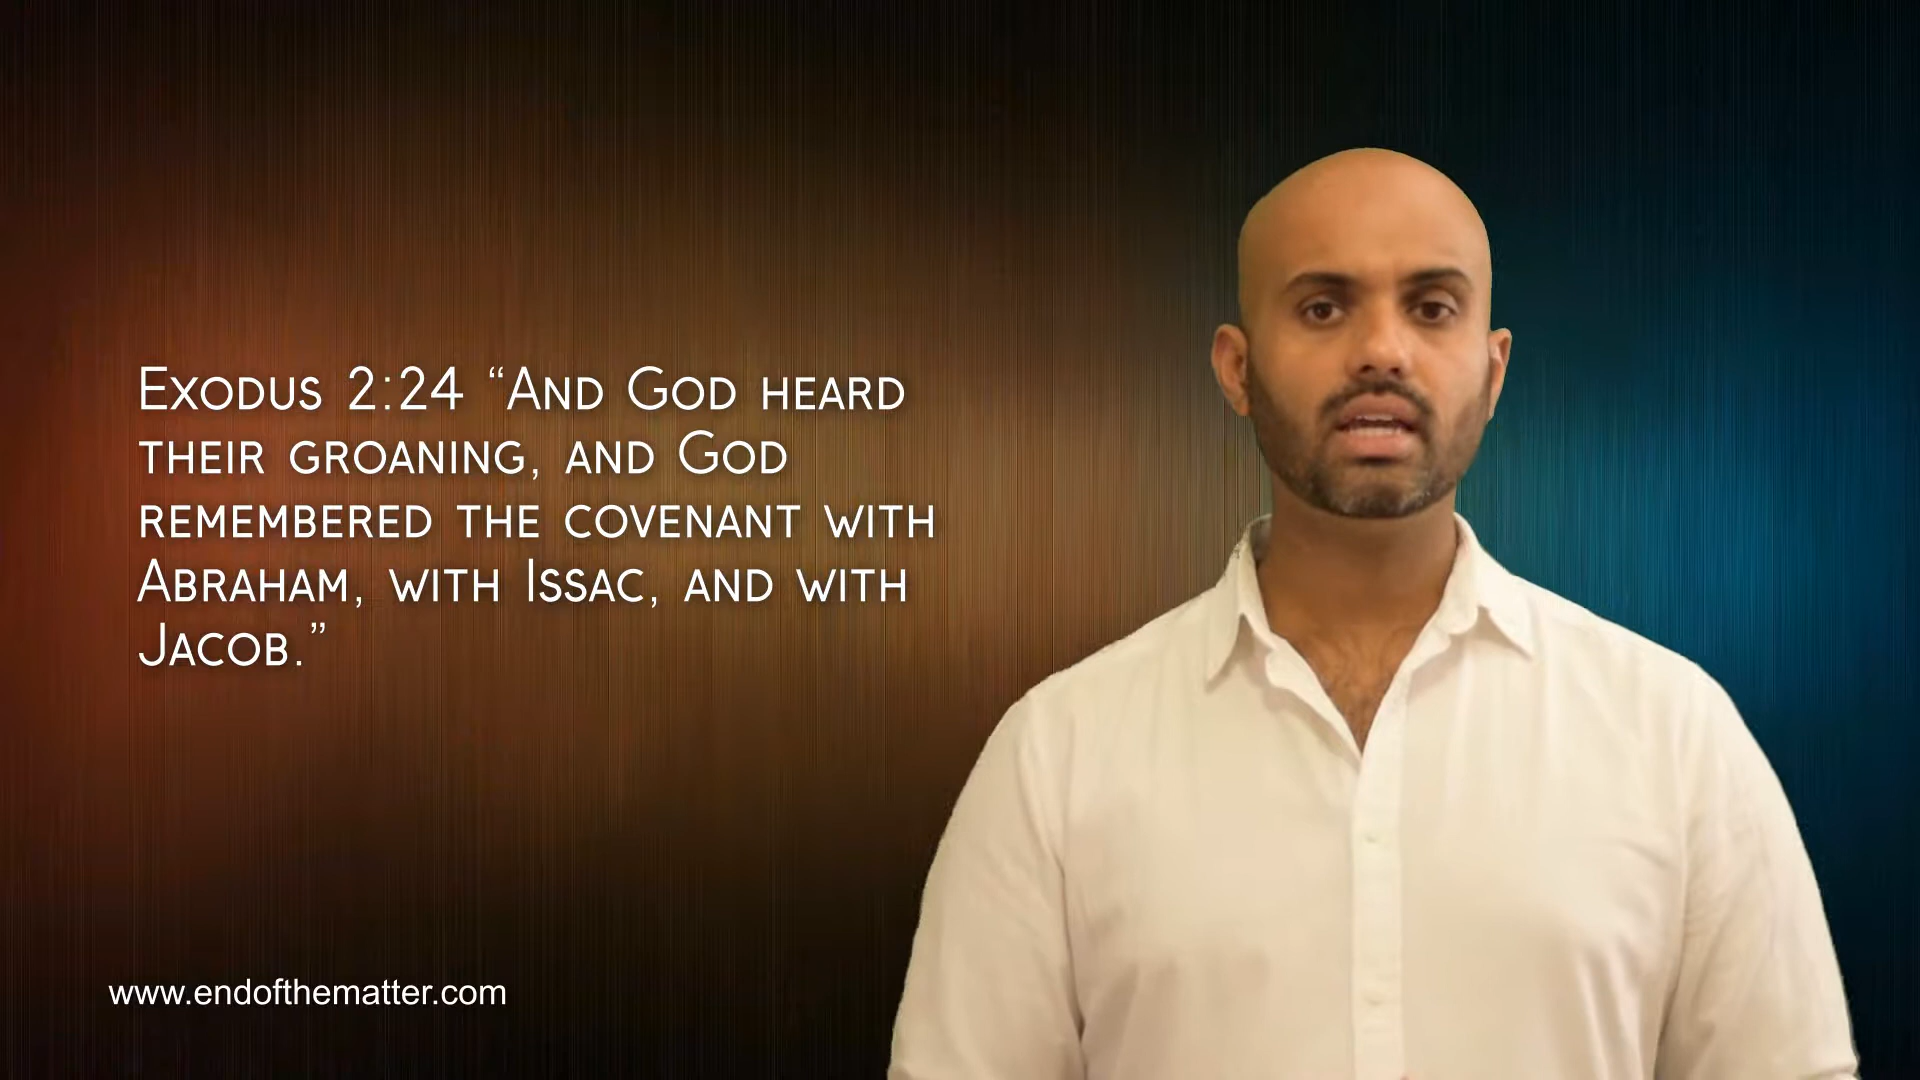 Exodus 2:24 “And God heard
their groaning, and God
remembered the covenant with
Abraham, with Issac, and with
Jacob.”
www.endofthematter.com